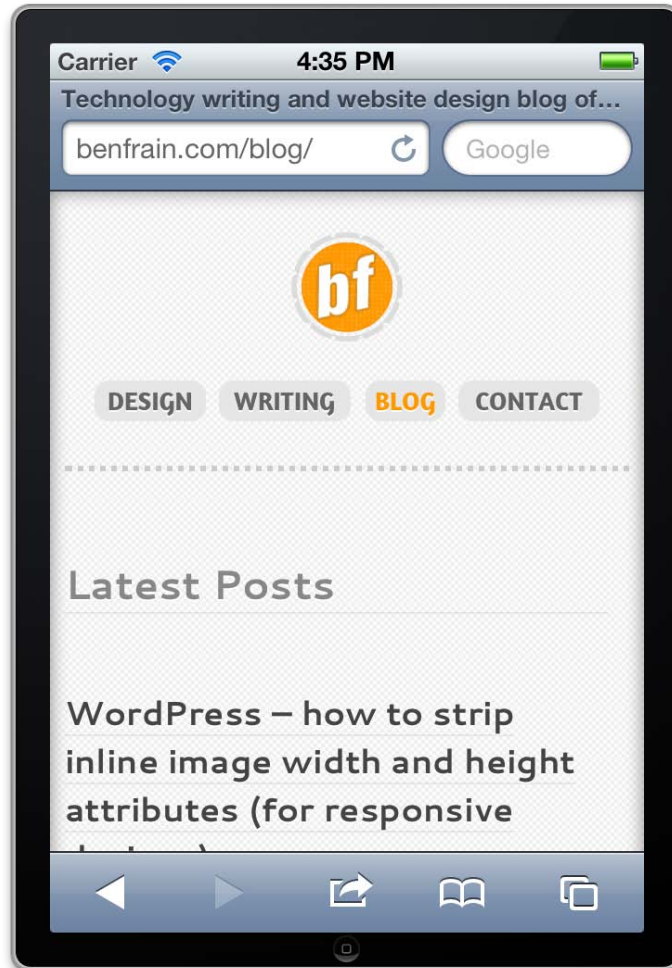 Carrier 4:35 PM
Technology writing and website design blog of...
benfrain.com/blog/ Google
bf
DESIGN WRITING BLOG CONTACT
Latest Posts
WordPress – how to strip
inline image width and height
attributes (for responsive